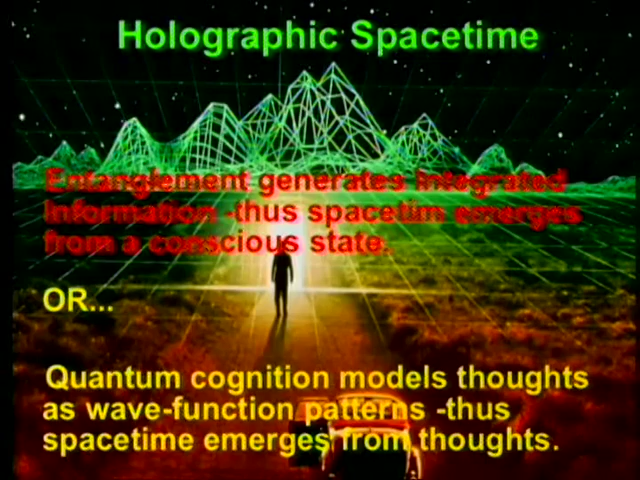 Holographic Spacetime
Entanglement generates Integrated
Information -thus spacetim emerges
from a conscious state.
OR...
Quantum cognition models thoughts
as wave-function patterns -thus
spacetime emerges from thoughts.